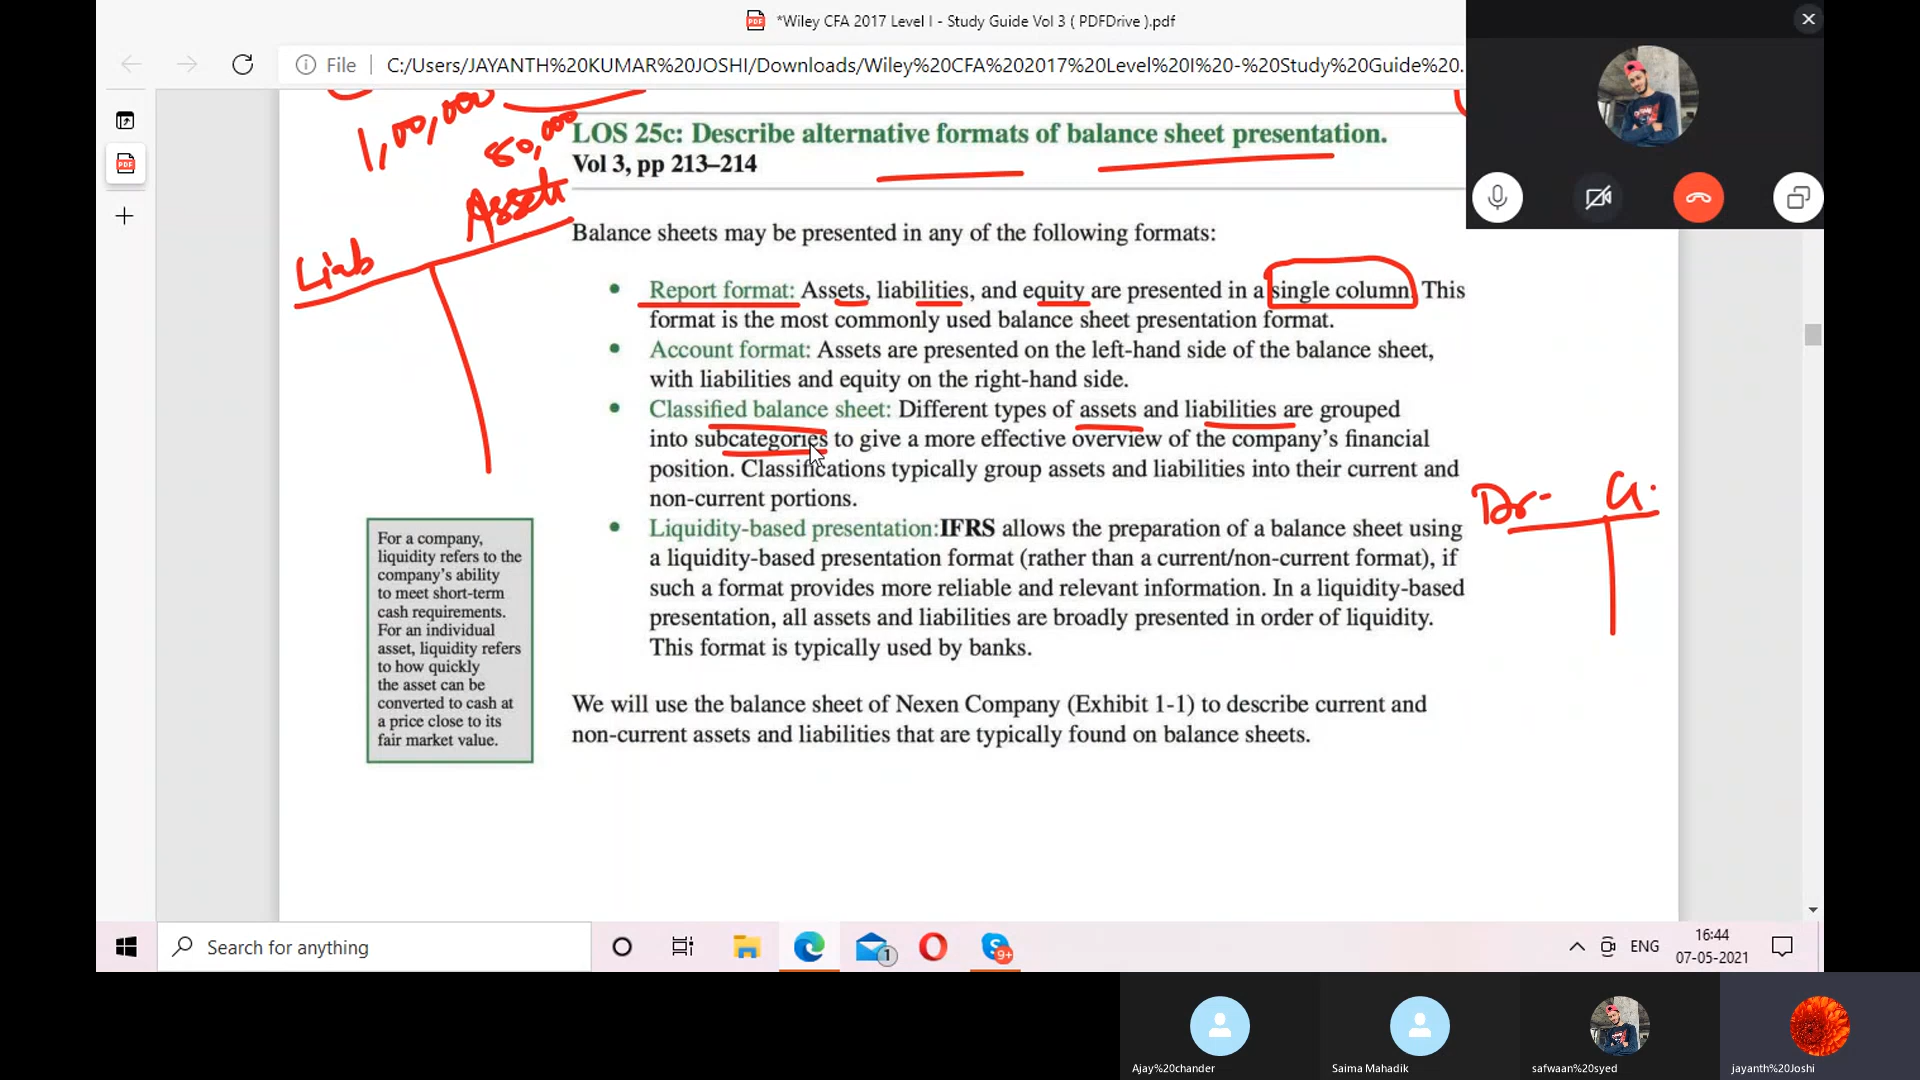 *Wiley CFA 2017 Level I - Study Guide Vol 3 ( PDFDrive ).pdf
File
C:/Users/JAYANTH%20KUMAR%20JOSHI/Downloads/Wiley%20CFA%202017%20Level%20I%20-%20Study%20Guide%20.
1,00,000
80,000
LOS 25c: Describe alternative formats of balance sheet presentation.
Vol 3, pp 213–214
Assets
Liab
Balance sheets may be presented in any of the following formats:
• Report format: Assets, liabilities, and equity are presented in a single column. This
format is the most commonly used balance sheet presentation format.
• Account format: Assets are presented on the left-hand side of the balance sheet,
with liabilities and equity on the right-hand side.
• Classified balance sheet: Different types of assets and liabilities are grouped
into subcategories to give a more effective overview of the company’s financial
position. Classifications typically group assets and liabilities into their current and
non-current portions.
Dr. Cr.
• Liquidity-based presentation:IFRS allows the preparation of a balance sheet using
a liquidity-based presentation format (rather than a current/non-current format), if
such a format provides more reliable and relevant information. In a liquidity-based
presentation, all assets and liabilities are broadly presented in order of liquidity.
This format is typically used by banks.
For a company,
liquidity refers to the
company’s ability
to meet short-term
cash requirements.
For an individual
asset, liquidity refers
to how quickly
the asset can be
converted to cash at
a price close to its
fair market value.
We will use the balance sheet of Nexen Company (Exhibit 1-1) to describe current and
non-current assets and liabilities that are typically found on balance sheets.
Search for anything
1
9+
ENG
16:44
07-05-2021
Ajay%20chander
Saima Mahadik
safwaan%20syed
jayanth%20Joshi